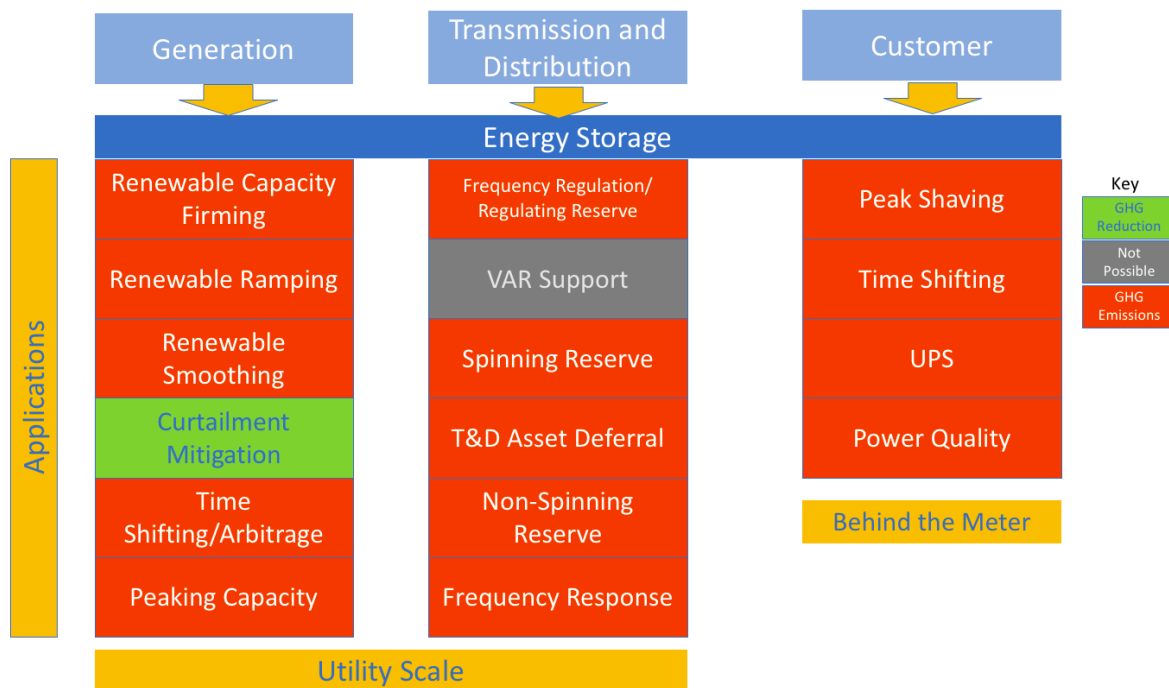 Generation
Transmission and
Distribution
Customer
Energy Storage
Applications
Renewable Capacity
Firming
Renewable Ramping
Renewable
Smoothing
Curtailment
Mitigation
Time
Shifting/Arbitrage
Peaking Capacity
Frequency Regulation/
Regulating Reserve
VAR Support
Spinning Reserve
T&D Asset Deferral
Non-Spinning
Reserve
Frequency Response
Utility Scale
Peak Shaving
Time Shifting
UPS
Power Quality
Behind the Meter
Key
GHG
Reduction
Not
Possible
GHG
Emissions